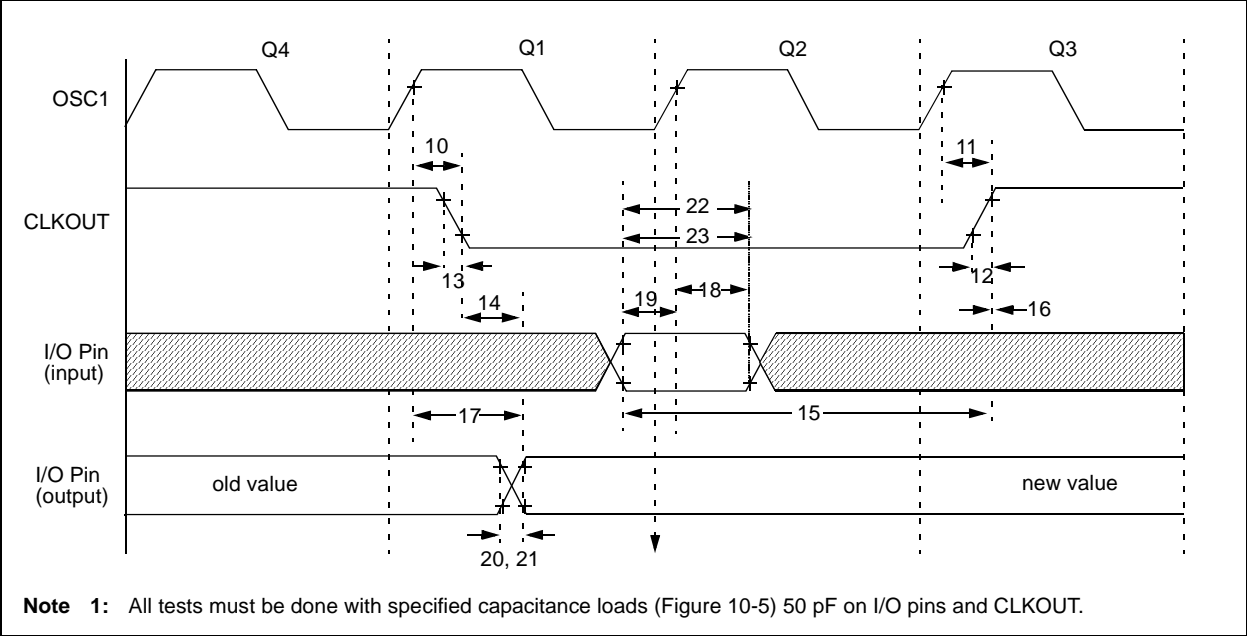 Q4 Q1 Q2 Q3
OSC1
10 11
CLKOUT
22
23
13 12
19 18
14 16
I/O Pin
(input)
17 15
I/O Pin
(output)
old value new value
20, 21
Note 1: All tests must be done with specified capacitance loads (Figure 10-5) 50 pF on I/O pins and CLKOUT.